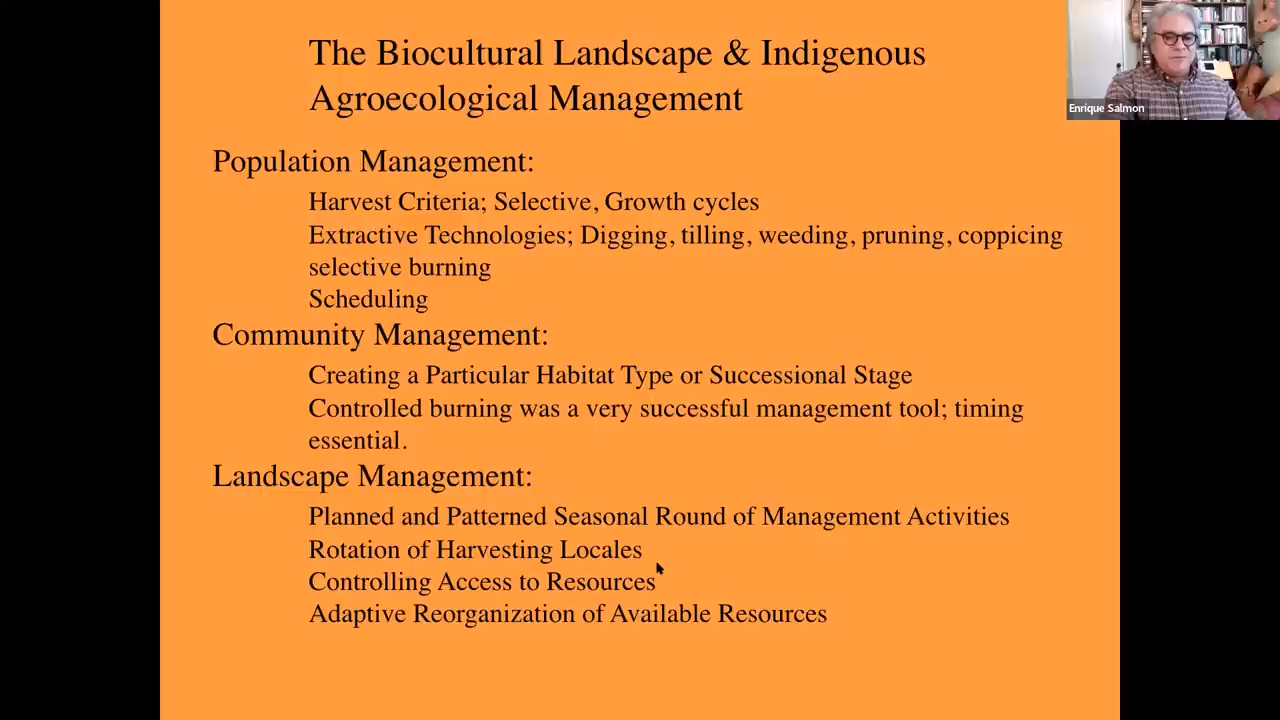 The Biocultural Landscape & Indigenous
Agroecological Management
Enrique Salmon
Population Management:
Harvest Criteria; Selective, Growth cycles
Extractive Technologies; Digging, tilling, weeding, pruning, coppicing
selective burning
Scheduling
Community Management:
Creating a Particular Habitat Type or Successional Stage
Controlled burning was a very successful management tool; timing
essential.
Landscape Management:
Planned and Patterned Seasonal Round of Management Activities
Rotation of Harvesting Locales
Controlling Access to Resources
Adaptive Reorganization of Available Resources